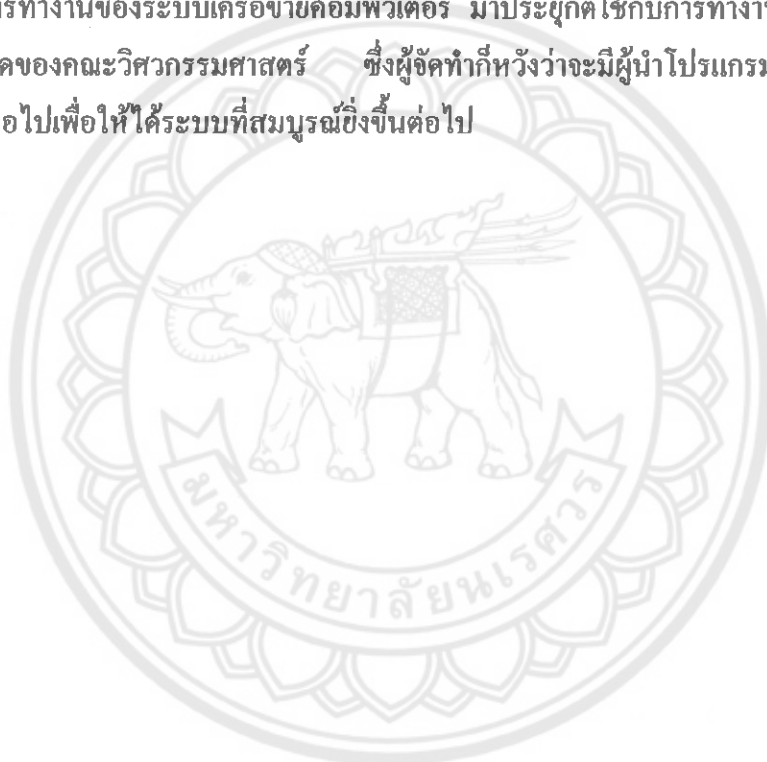 ารทำงานของระบบเครือข่ายคอมพิวเตอร์ มาประยุกต์ใช้กับการทำงา
ดของคณะวิศวกรรมศาสตร์ ซึ่งผู้จัดทำก็หวังว่าจะมีผู้นำโปรแกรม
อไปเพื่อให้ได้ระบบที่สมบูรณ์ยิ่งขึ้นต่อไป
มหาวิทยาลัยนเรศวร